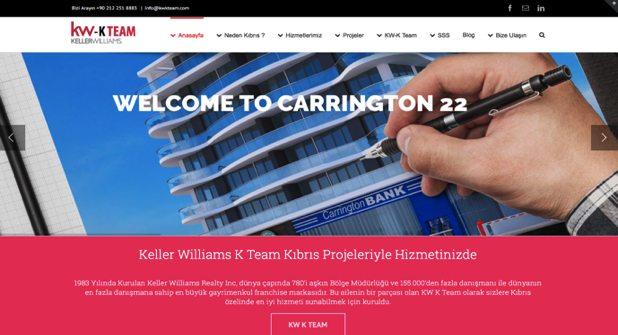 Bizi Arayın +90 212 251 8883 | info@kwkteam.com
kw-K TEAM
KELLERWILLIAMS.
Anasayfa Neden Kıbrıs ? Hizmetlerimiz Projeler KW-K Team SSS Blog Bize Ulaşın
WELCOME TO CARRINGTON 22
Carrington
BANK
Keller Williams K Team Kıbrıs Projeleriyle Hizmetinizde
1983 Yılında Kurulan Keller Williams Realty Inc, dünya çapında 780'i aşkın Bölge Müdürlüğü ve 155.000'den fazla danışmanı ile dünyanın
en fazla danışmana sahip en büyük gayrimenkul franchise markasıdır. Bu ailenin bir parçası olan KW K Team olarak sizlere Kıbrıs
özelinde en iyi hizmeti sunabilmek için kuruldu.
KW K TEAM